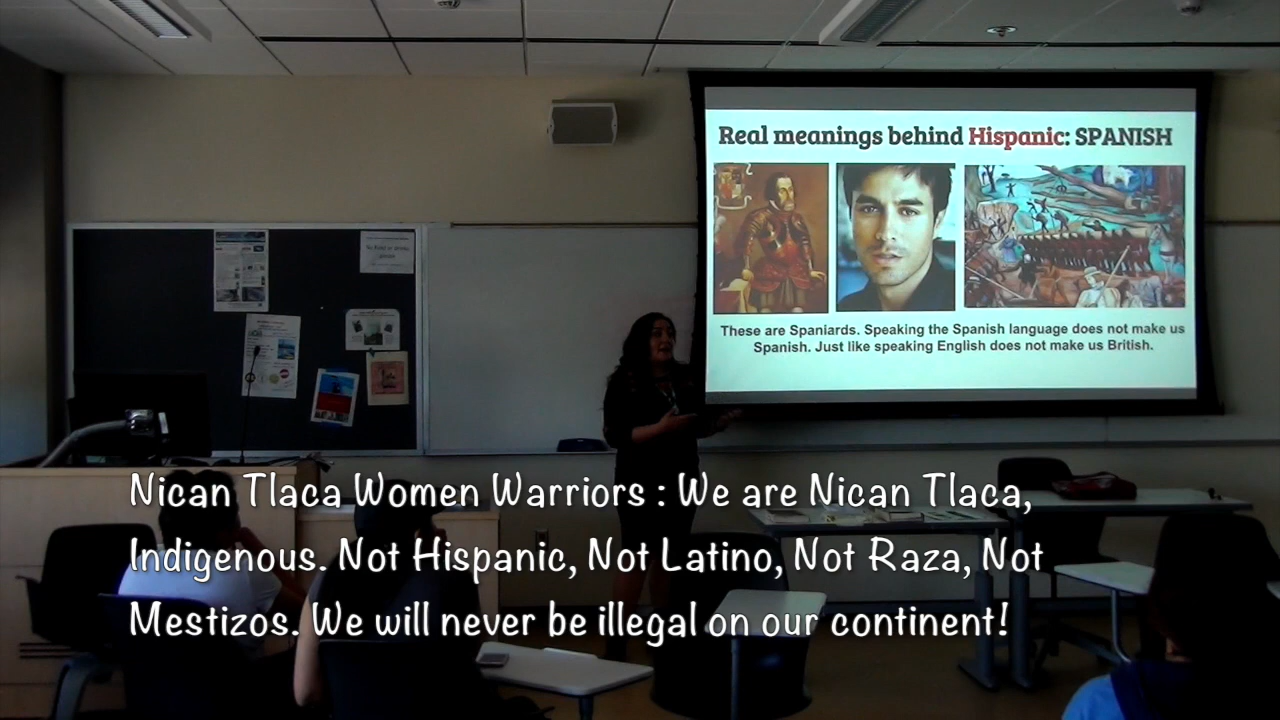 Real meanings behind Hispanic: SPANISH
These are Spaniards. Speaking the Spanish language does not make us
Spanish. Just like speaking English does not make us British.
Nican Tlaca Women Warriors : We are Nican Tlaca,
Indigenous. Not Hispanic, Not Latino, Not Raza, Not
Mestizos. We will never be illegal on our continent!